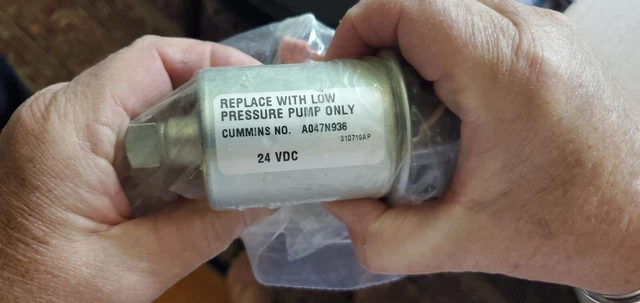 REPLACE WITH LOW
PRESSURE PUMP ONLY
CUMMINS NO. A047N936
310719AP
24 VDC